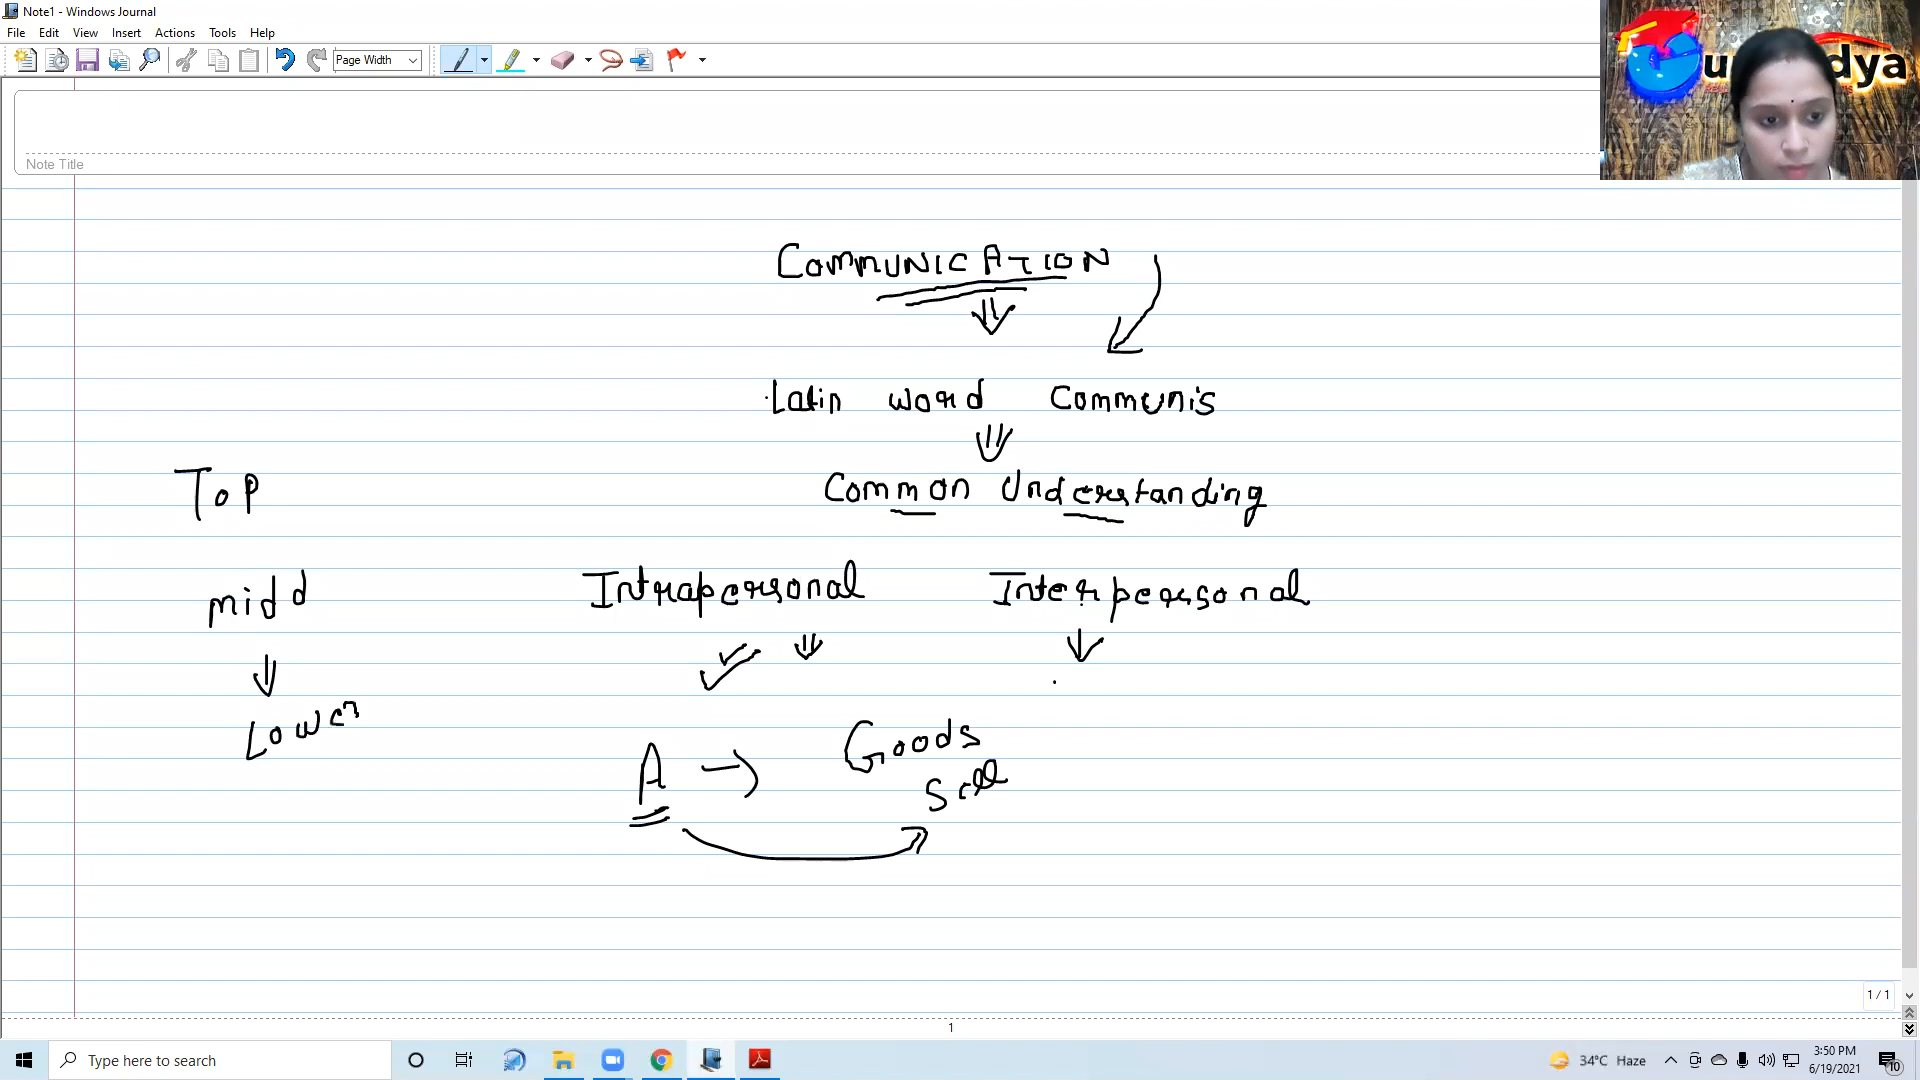 Note1 - Windows Journal
File Edit View Insert Actions Tools Help
Page Width
Note Title
COMMUNICATION
Latin word Communis
Common Understanding
Top
midd
Lower
Intrapersonal Interpersonal
A Goods
Sell
1 / 1
1
Type here to search
34°C Haze
3:50 PM
6/19/2021
10